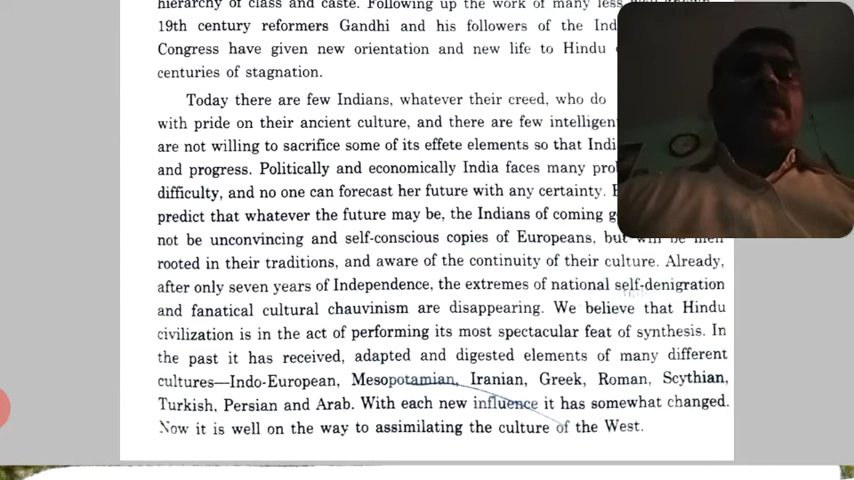 hierarchy of class and caste. Following up the work of many less
19th century reformers Gandhi and his followers of the
Congress have given new orientation and new life to Hindu
centuries of stagnation.
Today there are few Indians, whatever their creed, who do
with pride on their ancient culture, and there are few
are not willing to sacrifice some of its effete elements so that
and progress. Politically and economically India faces many
difficulty, and no one can forecast her future with any certainty.
predict that whatever the future may be, the Indians of coming
not be unconvincing and self-conscious copies of Europeans, but will be men
rooted in their traditions, and aware of the continuity of their culture. Already,
after only seven years of Independence, the extremes of national self-denigration
and fanatical cultural chauvinism are disappearing. We believe that Hindu
civilization is in the act of performing its most spectacular feat of synthesis. In
the past it has received, adapted and digested elements of many different
cultures—Indo-European, Mesopotamian, Iranian, Greek, Roman, Scythian,
Turkish, Persian and Arab. With each new influence it has somewhat changed.
Now it is well on the way to assimilating the culture of the West.